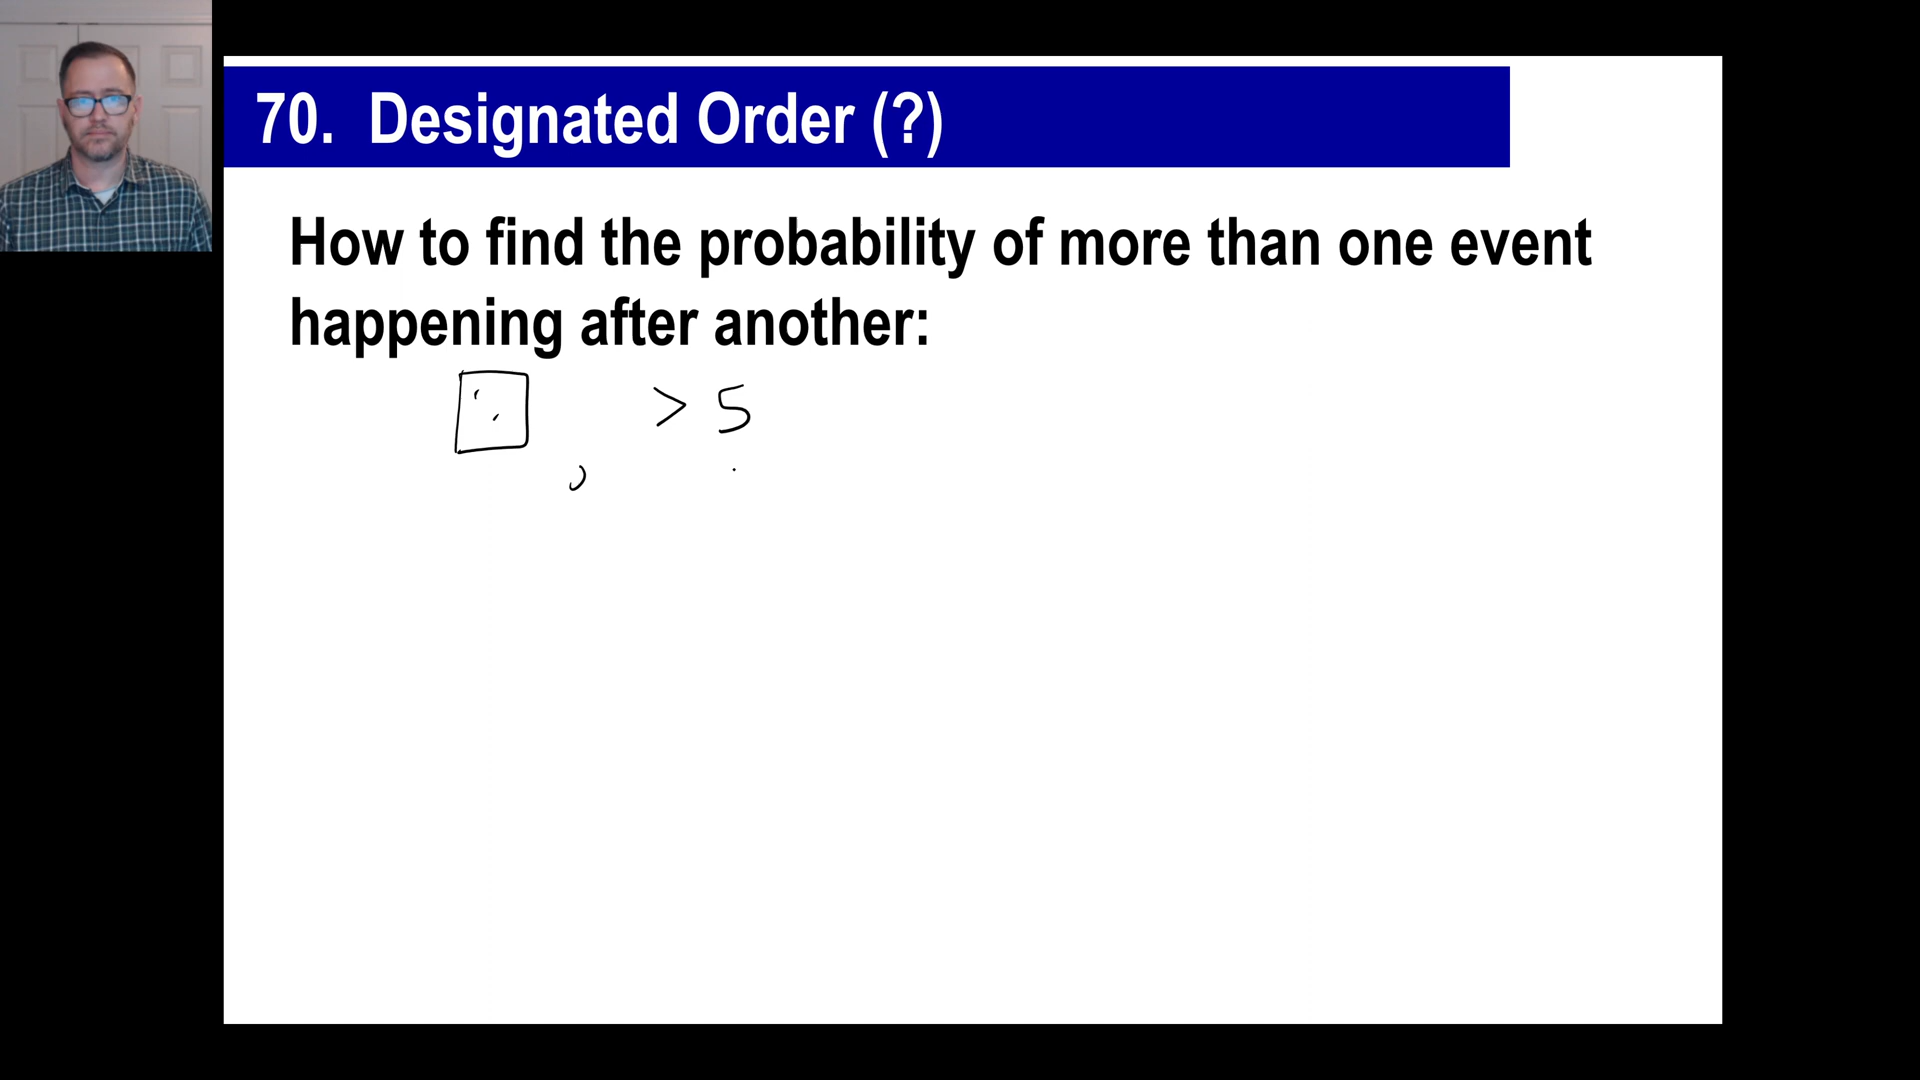 70. Designated Order (?)
How to find the probability of more than one event
happening after another:
> 5